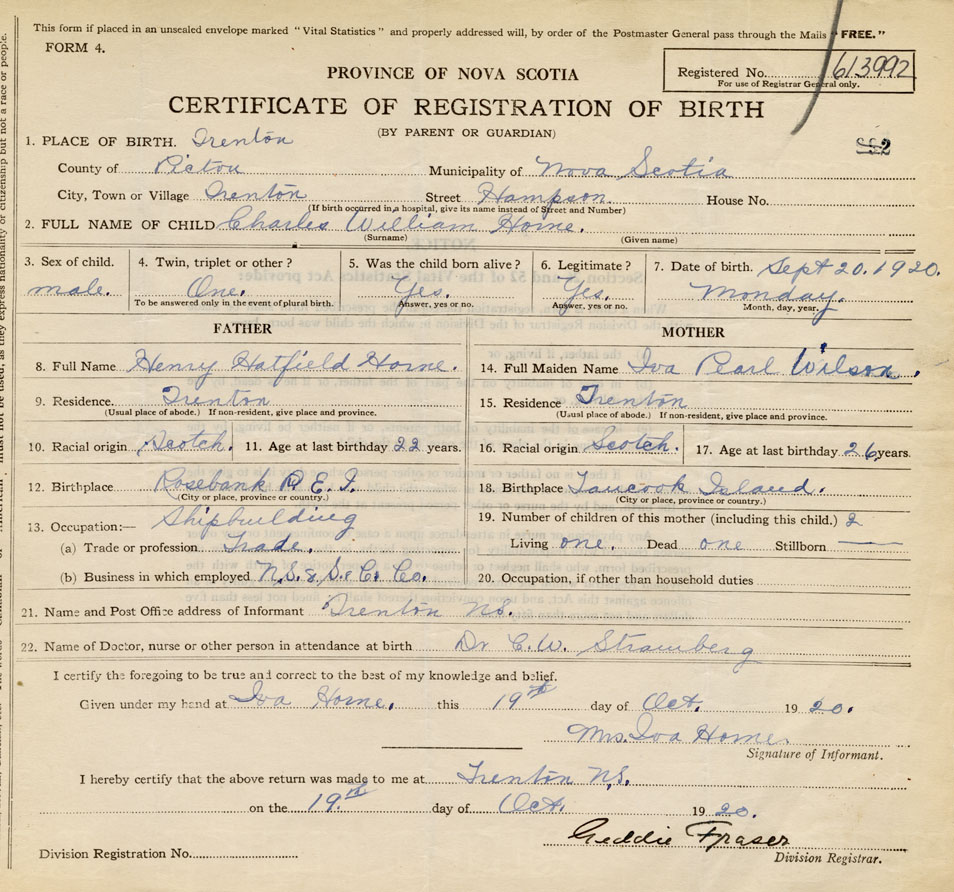 This form if placed in an unsealed envelope marked "Vital Statistics" and properly addressed will, by order of the Postmaster General pass through the Mails "FREE."
FORM 4.
Registered No. 613992
For use of Registrar General only.
PROVINCE OF NOVA SCOTIA
CERTIFICATE OF REGISTRATION OF BIRTH
(BY PARENT OR GUARDIAN)
1. PLACE OF BIRTH. Trenton
County of Pictou Municipality of Nova Scotia
City, Town or Village Trenton Street Hampson House No.
(If birth occurred in a hospital, give its name instead of Street and Number)
2. FULL NAME OF CHILD Charles William Horne.
(Surname) (Given name)
3. Sex of child. 4. Twin, triplet or other? 5. Was the child born alive? 6. Legitimate? 7. Date of birth. Sept 20. 1920.
male. One. Yes. Yes. Monday.
To be answered only in the event of plural birth. Answer, yes or no. Answer, yes or no. Month, day, year.
FATHER MOTHER
8. Full Name Henry Hatfield Horne. 14. Full Maiden Name Iva Pearl Wilson.
9. Residence Trenton 15. Residence Trenton
(Usual place of abode.) If non-resident, give place and province. (Usual place of abode.) If non-resident, give place and province.
10. Racial origin Scotch. 11. Age at last birthday 22 years. 16. Racial origin Scotch. 17. Age at last birthday 26 years.
12. Birthplace Rosebank P.E.I. 18. Birthplace Tancook Island.
(City or place, province or country.) (City or place, province or country.)
13. Occupation:— Shipbuilding 19. Number of children of this mother (including this child.) 2
(a) Trade or profession Trade. Living one. Dead one Stillborn —
(b) Business in which employed N.S. & S. & C. Co. 20. Occupation, if other than household duties
21. Name and Post Office address of Informant Trenton NS.
22. Name of Doctor, nurse or other person in attendance at birth Dr C.W. Stramberg
I certify the foregoing to be true and correct to the best of my knowledge and belief.
Given under my hand at Iva Horne. this 19th day of Oct. 1920.
Mrs. Iva Horne
Signature of Informant.
I hereby certify that the above return was made to me at Trenton N.S.
on the 19th day of Oct. 1920.
Geddie Fraser
Division Registration No. Division Registrar.